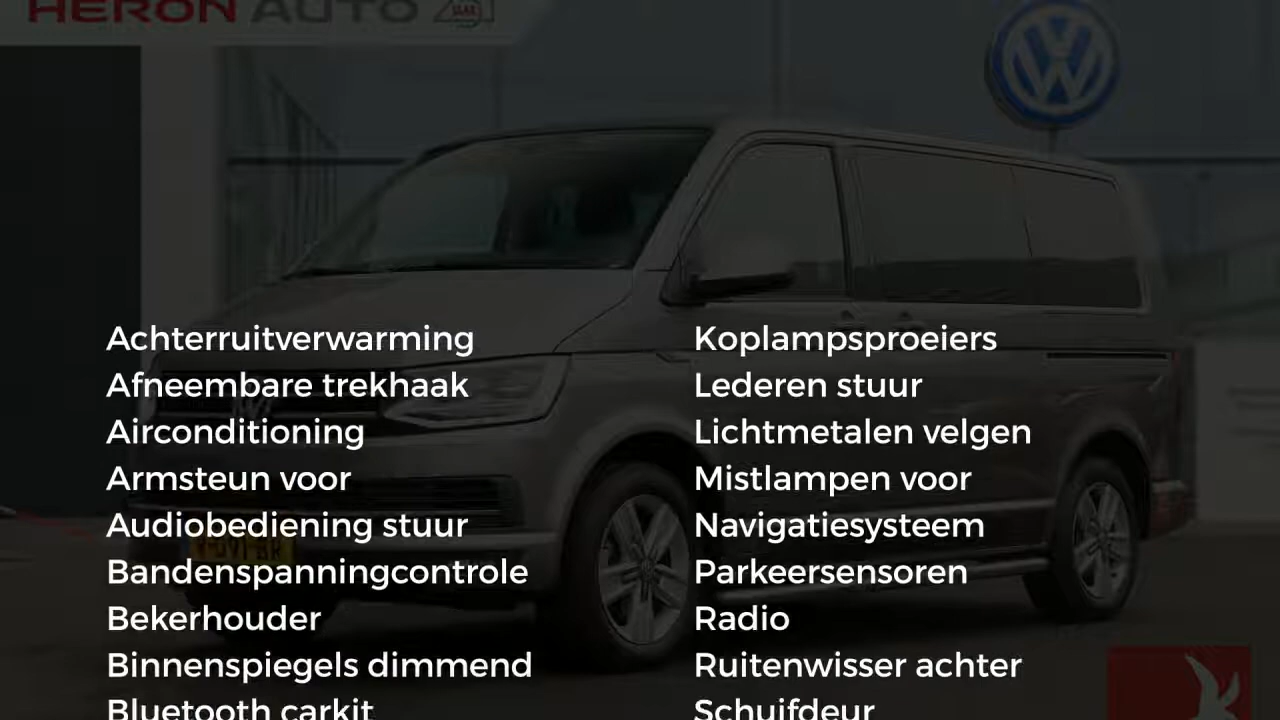 HERON AUTO
Achterruitverwarming
Afneembare trekhaak
Airconditioning
Armsteun voor
Audiobediening stuur
Bandenspanningcontrole
Bekerhouder
Binnenspiegels dimmend
Bluetooth carkit
Koplampsproeiers
Lederen stuur
Lichtmetalen velgen
Mistlampen voor
Navigatiesysteem
Parkeersensoren
Radio
Ruitenwisser achter
Schuifdeur